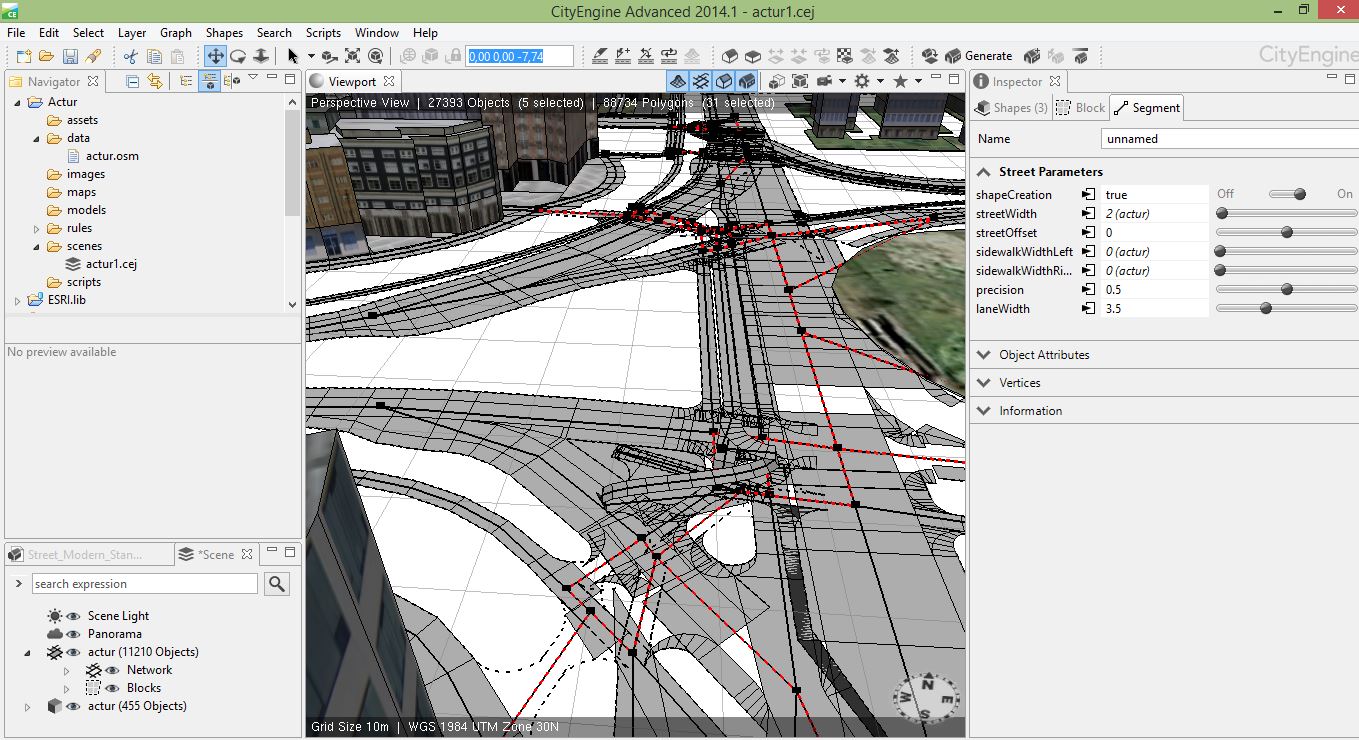 CityEngine Advanced 2014.1 - actur1.cej
File Edit Select Layer Graph Shapes Search Scripts Window Help
0,00 0,00 -7,74
Generate
CityEngine
Navigator
Viewport
Inspector
Actur
assets
data
actur.osm
images
maps
models
rules
scenes
actur1.cej
scripts
ESRI.lib
No preview available
Street_Modern_Stan...
*Scene
search expression
Scene Light
Panorama
actur (11210 Objects)
Network
Blocks
actur (455 Objects)
Perspective View | 27393 Objects (5 selected) | 88734 Polygons (31 selected)
N
E
S
W
Grid Size 10m | WGS 1984 UTM Zone 30N
Shapes (3) Block Segment
Name unnamed
Street Parameters
shapeCreation true Off On
streetWidth 2 (actur)
streetOffset 0
sidewalkWidthLeft 0 (actur)
sidewalkWidthRi... 0 (actur)
precision 0.5
laneWidth 3.5
Object Attributes
Vertices
Information